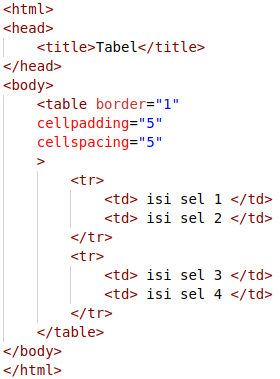 <html>
<head>
    <title>Tabel</title>
</head>
<body>
    <table border="1"
    cellpadding="5"
    cellspacing="5"
    >
        <tr>
            <td> isi sel 1 </td>
            <td> isi sel 2 </td>
        </tr>
        <tr>
            <td> isi sel 3 </td>
            <td> isi sel 4 </td>
        </tr>
    </table>
</body>
</html>